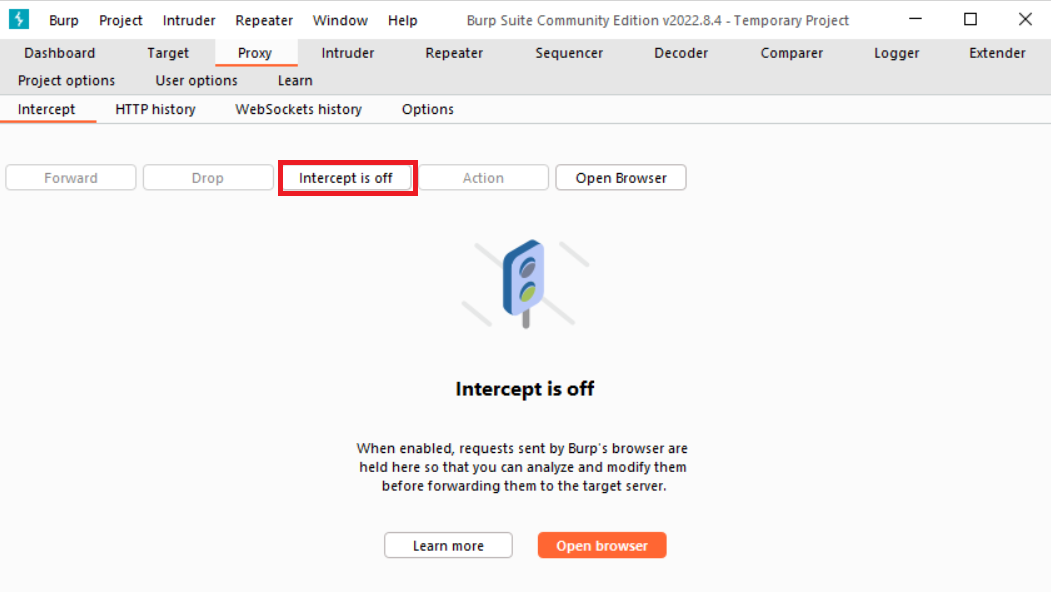 Burp Project Intruder Repeater Window Help Burp Suite Community Edition v2022.8.4 - Temporary Project
Dashboard Target Proxy Intruder Repeater Sequencer Decoder Comparer Logger Extender
Project options User options Learn
Intercept HTTP history WebSockets history Options
Forward Drop Intercept is off Action Open Browser
Intercept is off
When enabled, requests sent by Burp's browser are
held here so that you can analyze and modify them
before forwarding them to the target server.
Learn more Open browser